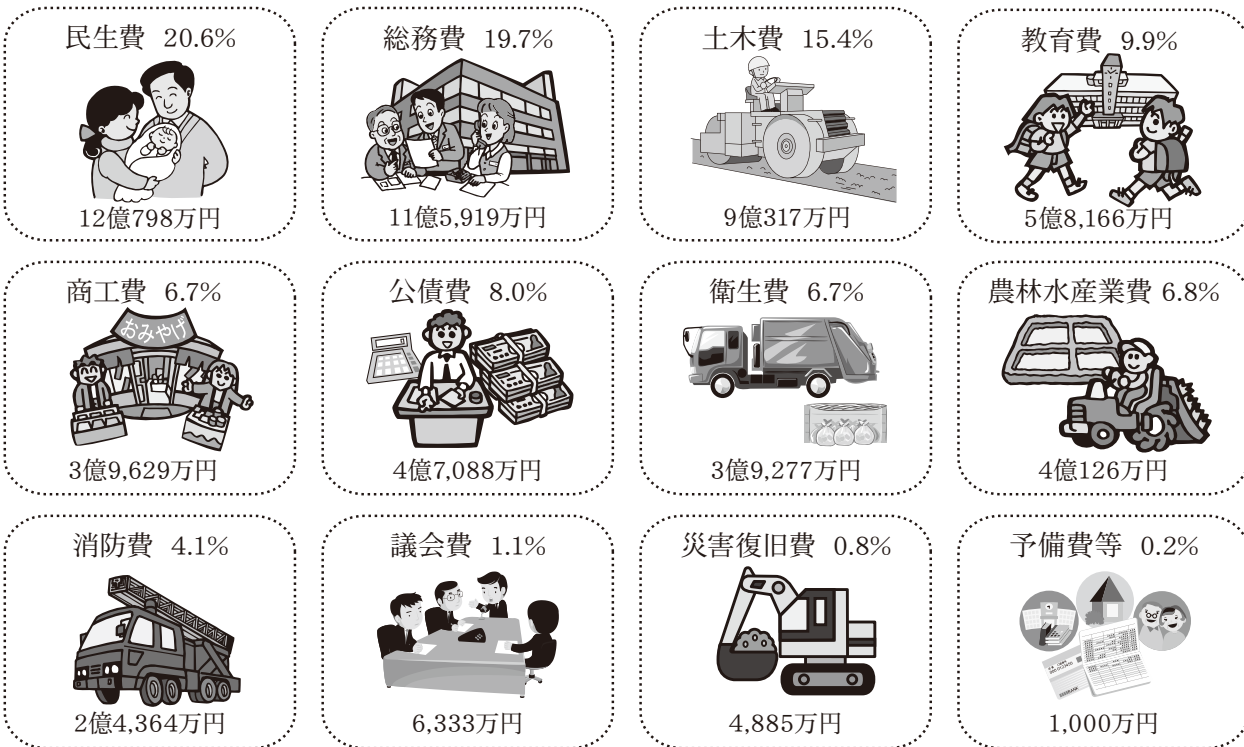 民生費 20.6%
12億798万円
総務費 19.7%
11億5,919万円
土木費 15.4%
9億317万円
教育費 9.9%
5億8,166万円
商工費 6.7%
おみやげ
3億9,629万円
公債費 8.0%
4億7,088万円
衛生費 6.7%
3億9,277万円
農林水産業費 6.8%
4億126万円
消防費 4.1%
2億4,364万円
議会費 1.1%
6,333万円
災害復旧費 0.8%
4,885万円
予備費等 0.2%
1,000万円